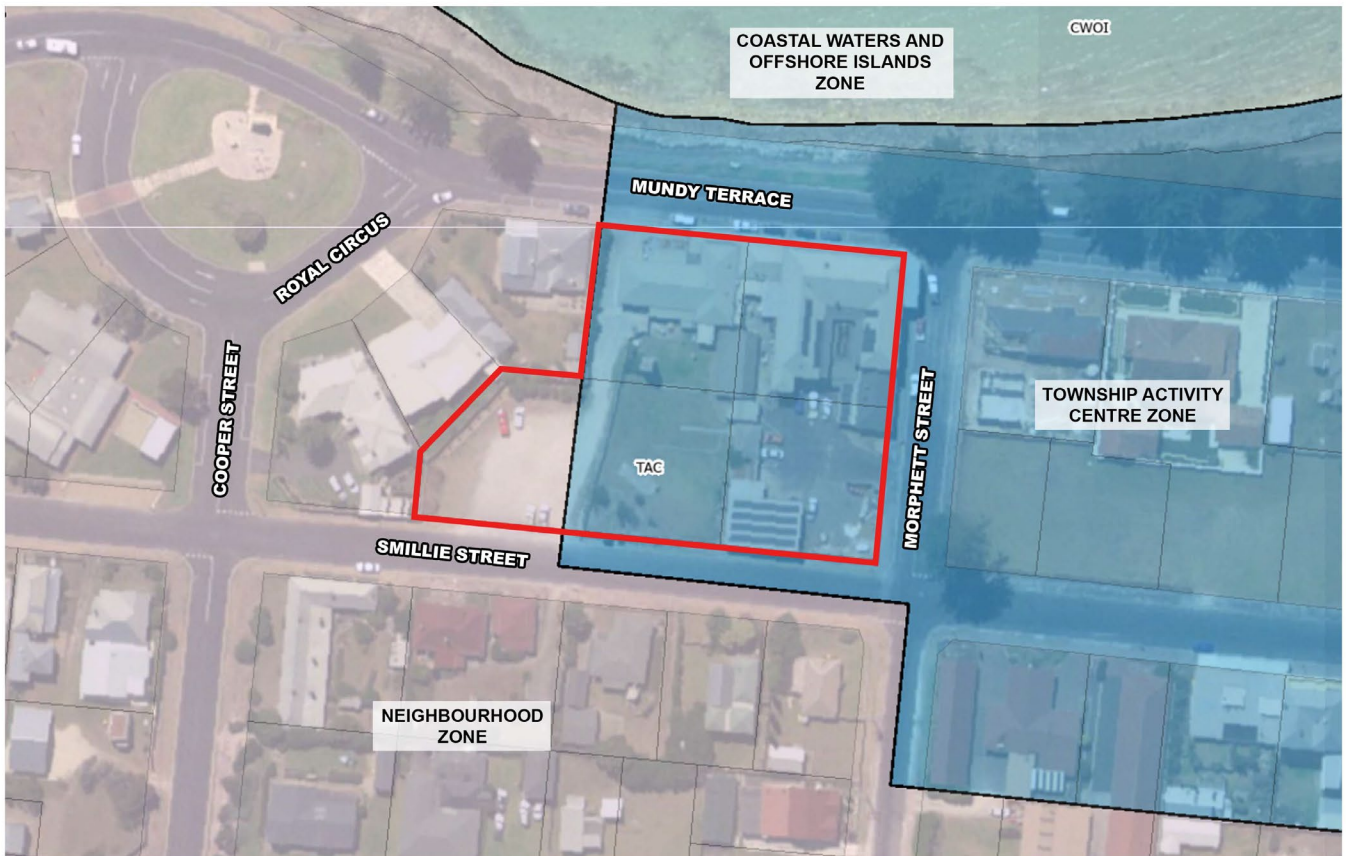 CWOI
COASTAL WATERS AND
OFFSHORE ISLANDS
ZONE
MUNDY TERRACE
ROYAL CIRCUS
COOPER STREET
MORPHETT STREET
TOWNSHIP ACTIVITY
CENTRE ZONE
TAC
SMILLIE STREET
NEIGHBOURHOOD
ZONE